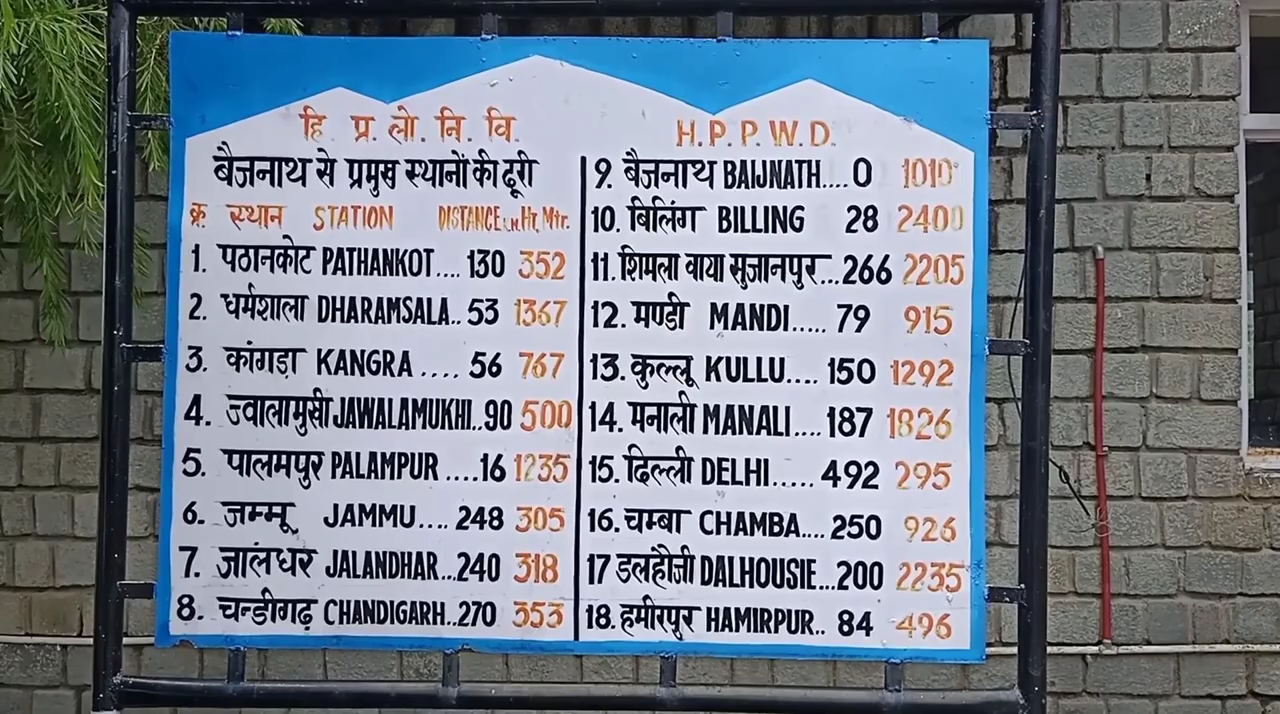 हि. प्र. लो. नि. वि.
बैजनाथ से प्रमुख स्थानों की दूरी
क्र. स्थान STATION DISTANCE K.M. Ht, Mtr.
1. पठानकोट PATHANKOT.... 130 352
2. धर्मशाला DHARAMSALA.. 53 1367
3. कांगड़ा KANGRA .... 56 767
4. ज्वालामुखी JAWALAMUKHI.. 90 500
5. पालमपुर PALAMPUR ....16 1235
6. जम्मू JAMMU.... 248 305
7. जालंधर JALANDHAR...240 318
8. चन्डीगढ़ CHANDIGARH..270 353
H.P.P.W.D.
9. बैजनाथ BAIJNATH.... 0 1010
10. बिलिंग BILLING 28 2400
11. शिमला वाया सुजानपुर...266 2205
12. मण्डी MANDI..... 79 915
13. कुल्लू KULLU.... 150 1292
14. मनाली MANALI.... 187 1826
15. दिल्ली DELHI..... 492 295
16. चम्बा CHAMBA.... 250 926
17 डलहौजी DALHOUSIE...200 2235
18. हमीरपुर HAMIRPUR.. 84 496